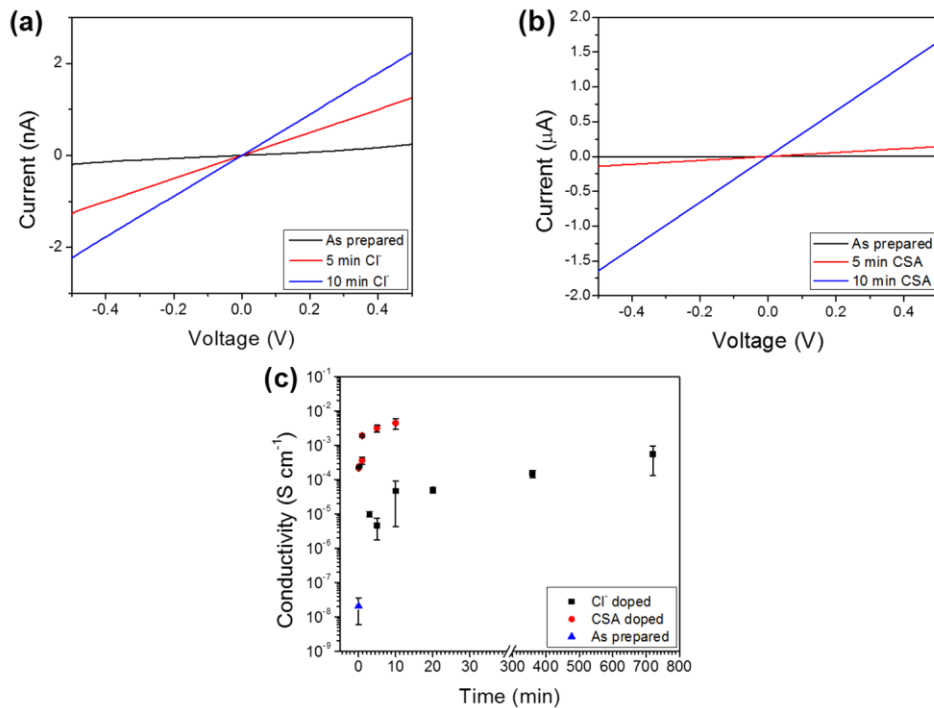 (a)
Current (nA)
2
0
-2
-0.4 -0.2 0.0 0.2 0.4
Voltage (V)
As prepared
5 min Cl⁻
10 min Cl⁻
(b)
Current (μA)
2.0
1.5
1.0
0.5
0.0
-0.5
-1.0
-1.5
-2.0
-0.4 -0.2 0.0 0.2 0.4
Voltage (V)
As prepared
5 min CSA
10 min CSA
(c)
Conductivity (S cm⁻¹)
10⁻¹
10⁻²
10⁻³
10⁻⁴
10⁻⁵
10⁻⁶
10⁻⁷
10⁻⁸
10⁻⁹
0 10 20 30 300 400 500 600 700 800
Time (min)
Cl⁻ doped
CSA doped
As prepared